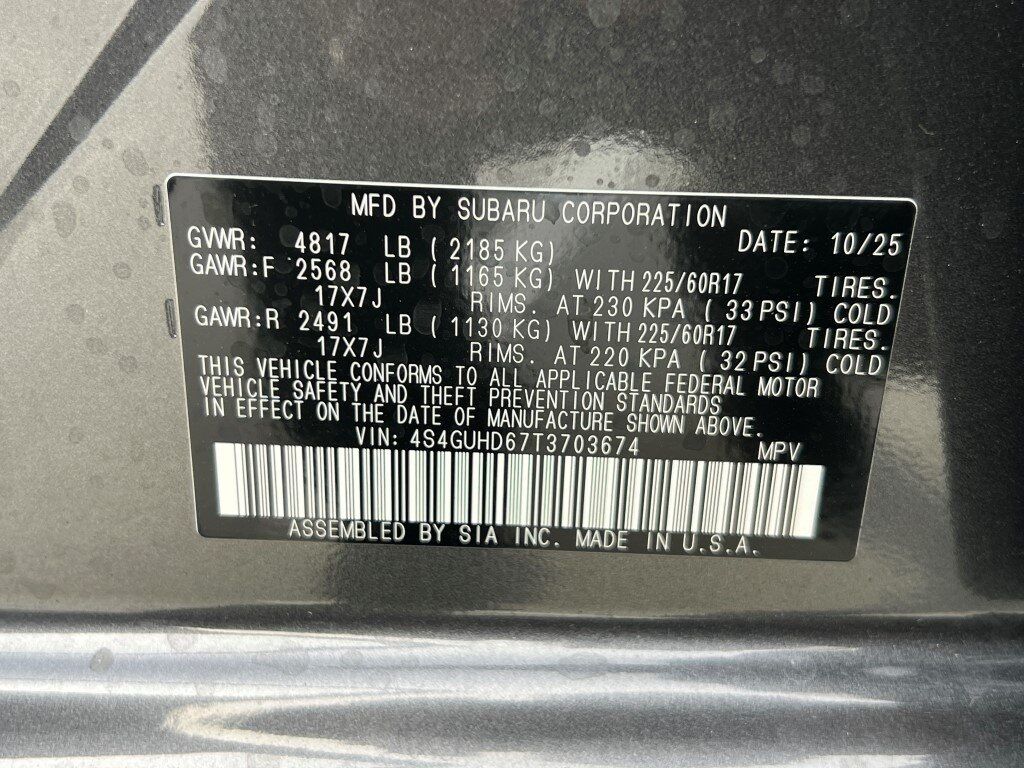 MFD BY SUBARU CORPORATION
GVWR: 4817 LB (2185 KG) DATE: 10/25
GAWR:F 2568 LB (1165 KG) WITH 225/60R17 TIRES.
17X7J RIMS. AT 230 KPA (33 PSI) COLD
GAWR:R 2491 LB (1130 KG) WITH 225/60R17 TIRES.
17X7J RIMS. AT 220 KPA (32 PSI) COLD
THIS VEHICLE CONFORMS TO ALL APPLICABLE FEDERAL MOTOR
VEHICLE SAFETY AND THEFT PREVENTION STANDARDS
IN EFFECT ON THE DATE OF MANUFACTURE SHOWN ABOVE.
VIN: 4S4GUHD67T3703674 MPV
ASSEMBLED BY SIA INC. MADE IN U.S.A.